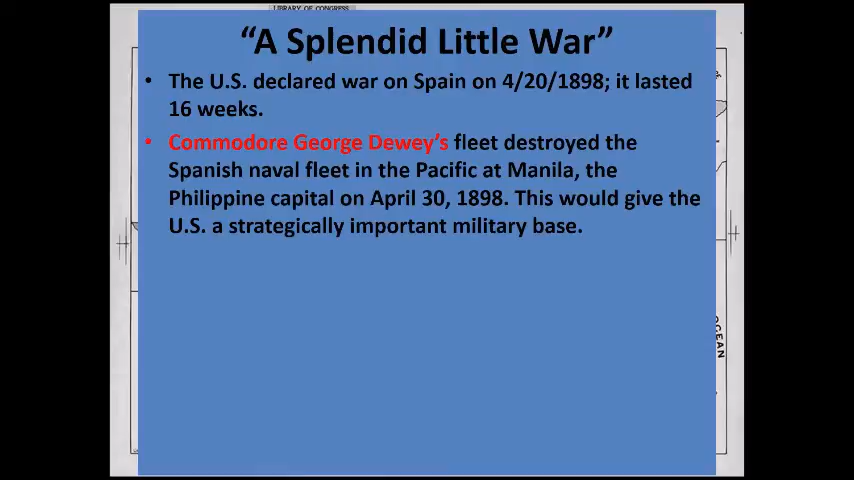 LIBRARY OF CONGRESS
“A Splendid Little War”
• The U.S. declared war on Spain on 4/20/1898; it lasted
16 weeks.
• Commodore George Dewey’s fleet destroyed the
Spanish naval fleet in the Pacific at Manila, the
Philippine capital on April 30, 1898. This would give the
U.S. a strategically important military base.
OCEAN